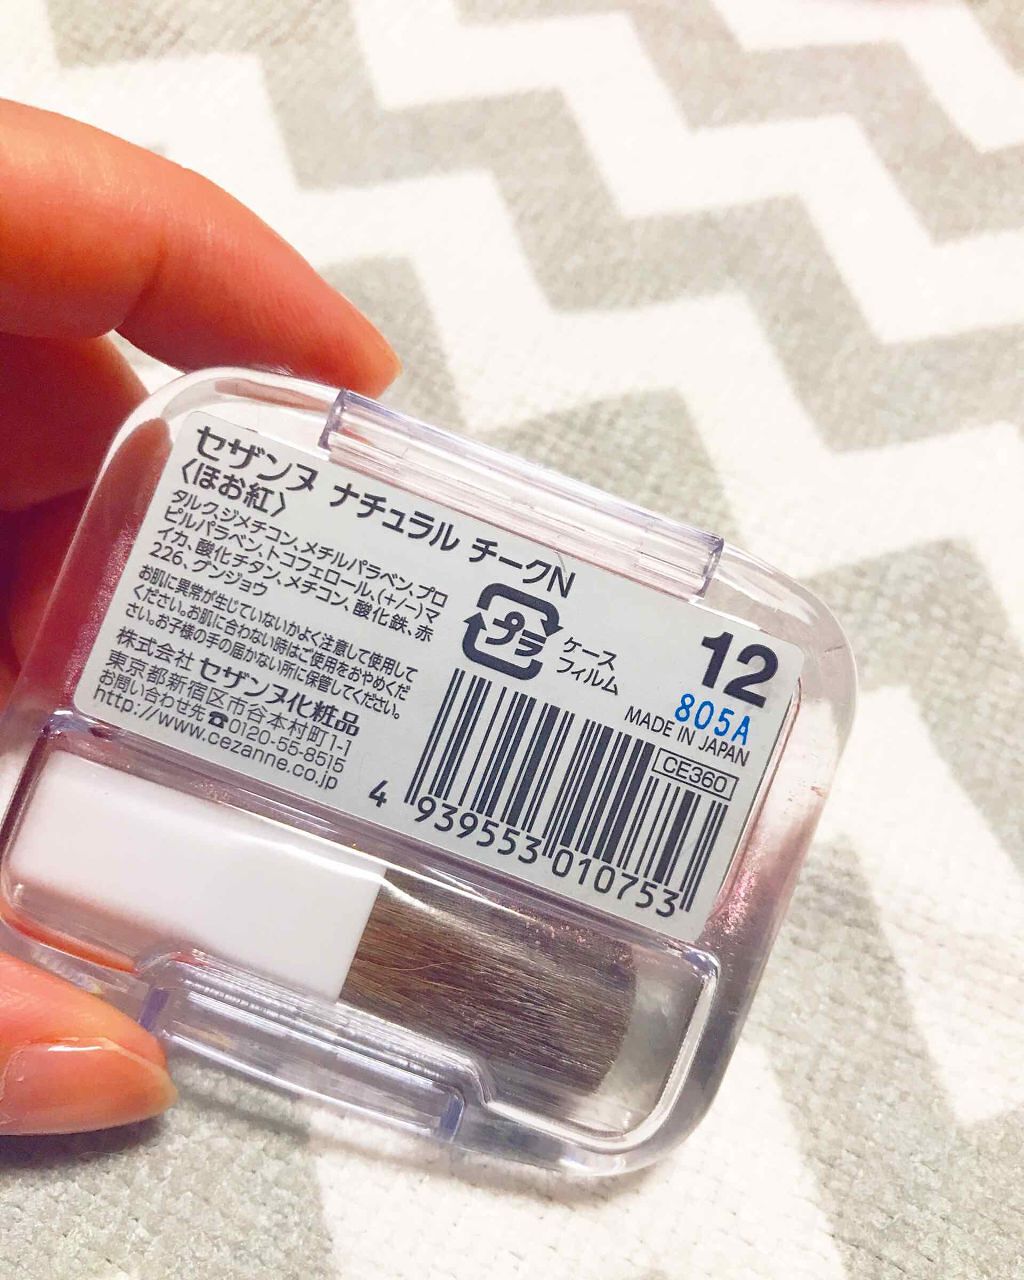 セザンヌ ナチュラル チークN
〈ほお紅〉
タルク、ジメチコン、メチルパラベン、プロ
ピルパラベン、トコフェロール、(+/−)マ
イカ、酸化チタン、メチコン、酸化鉄、赤
226、グンジョウ
お肌に異常が生じていないかよく注意して使用して
ください。お肌に合わない時はご使用をおやめくだ
さい。お子様の手の届かない所に保管してください。
株式会社 セザンヌ化粧品
東京都新宿区市谷本村町1-1
お問い合わせ先☎0120-55-8515
http://www.cezanne.co.jp
プラ
ケース
フィルム
12
805A
MADE IN JAPAN
CE360
4 939553 010753